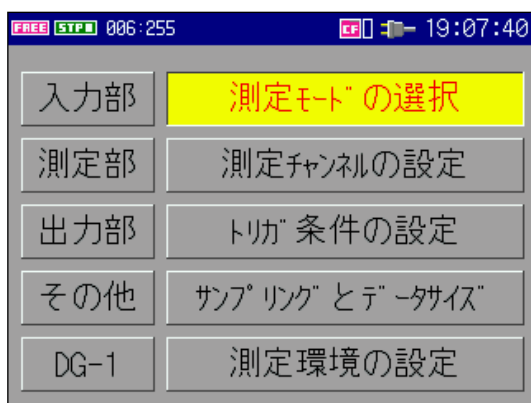 FREE STP 006:255 CF 19:07:40
入力部 測定ﾓｰﾄﾞの選択
測定部 測定ﾁｬﾝﾈﾙの設定
出力部 ﾄﾘｶﾞ条件の設定
その他 ｻﾝﾌﾟﾘﾝｸﾞとﾃﾞｰﾀｻｲｽﾞ
DG-1 測定環境の設定